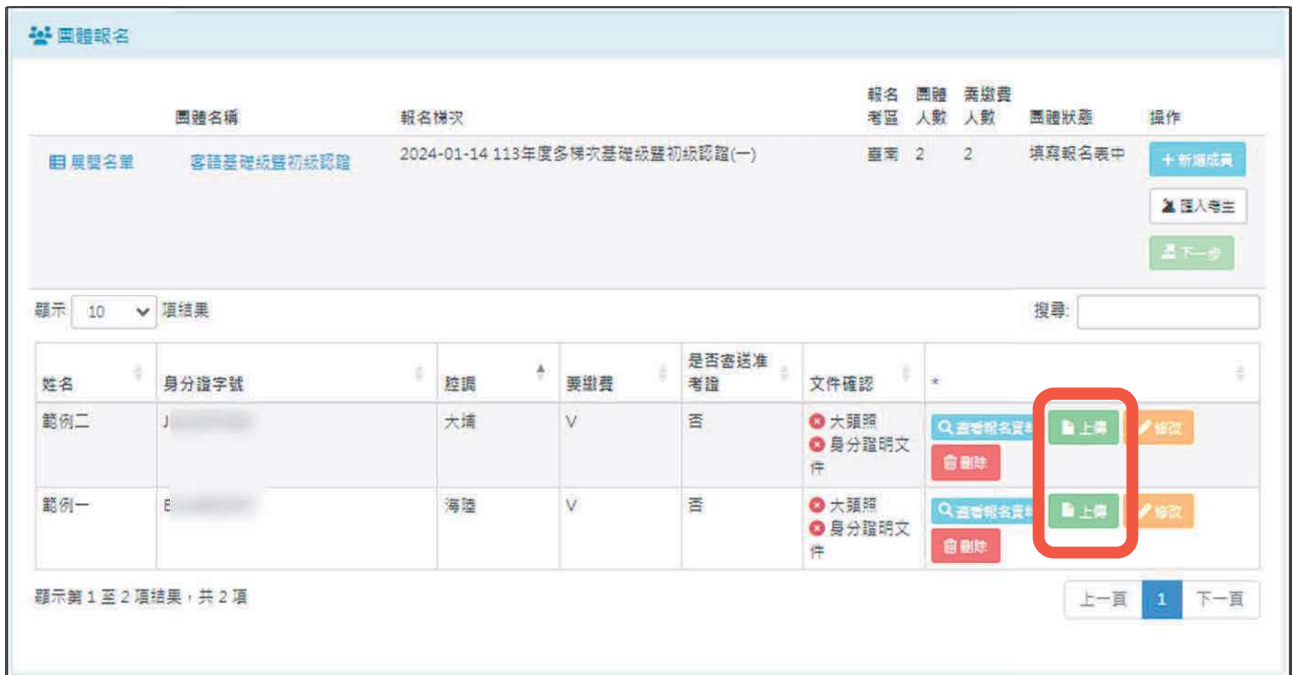 團體報名
團體名稱 報名梯次 報名考區 團體人數 需繳費人數 團體狀態 操作
展開名單 客語基礎級暨初級認證 2024-01-14 113年度多梯次基礎級暨初級認證(一) 臺南 2 2 填寫報名表中 +新增成員
匯入考生
下一步
顯示 10 項結果 搜尋:
姓名 身分證字號 腔調 要繳費 是否寄送准考證 文件確認 *
範例二 J 大埔 V 否 大頭照 查看報名資料 上傳 修改
身分證明文件 刪除
範例一 E 海陸 V 否 大頭照 查看報名資料 上傳 修改
身分證明文件 刪除
顯示第 1 至 2 項結果，共 2 項 上一頁 1 下一頁